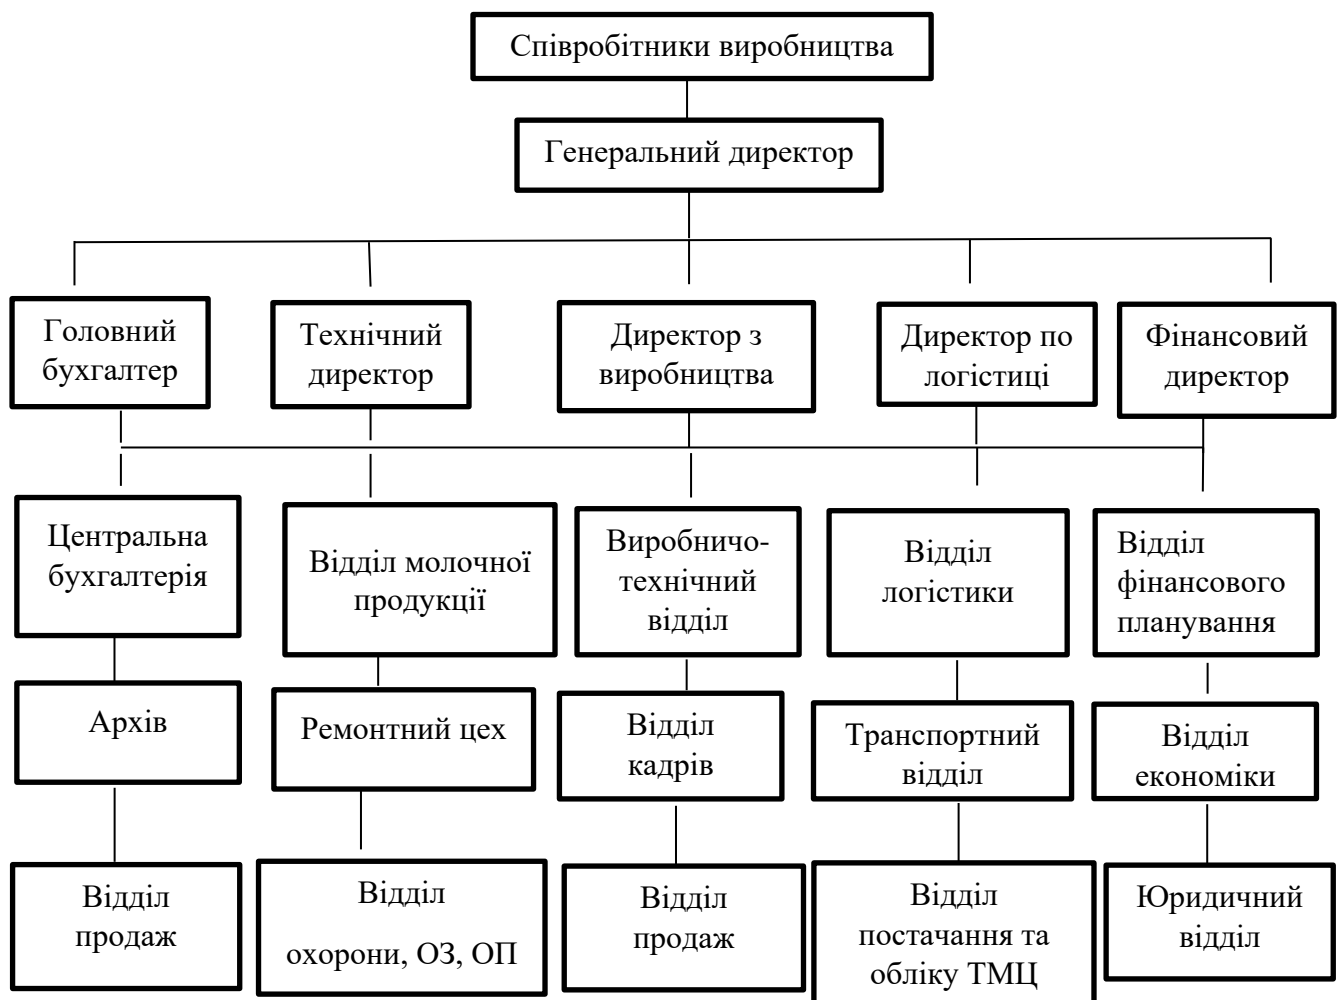 Співробітники виробництва
Генеральний директор
Головний
бухгалтер
Технічний
директор
Директор з
виробництва
Директор по
логістиці
Фінансовий
директор
Центральна
бухгалтерія
Відділ молочної
продукції
Виробничо-
технічний
відділ
Відділ
логістики
Відділ
фінансового
планування
Архів
Ремонтний цех
Відділ
кадрів
Транспортний
відділ
Відділ
економіки
Відділ
продаж
Відділ
охорони, ОЗ, ОП
Відділ
продаж
Відділ
постачання та
обліку ТМЦ
Юридичний
відділ